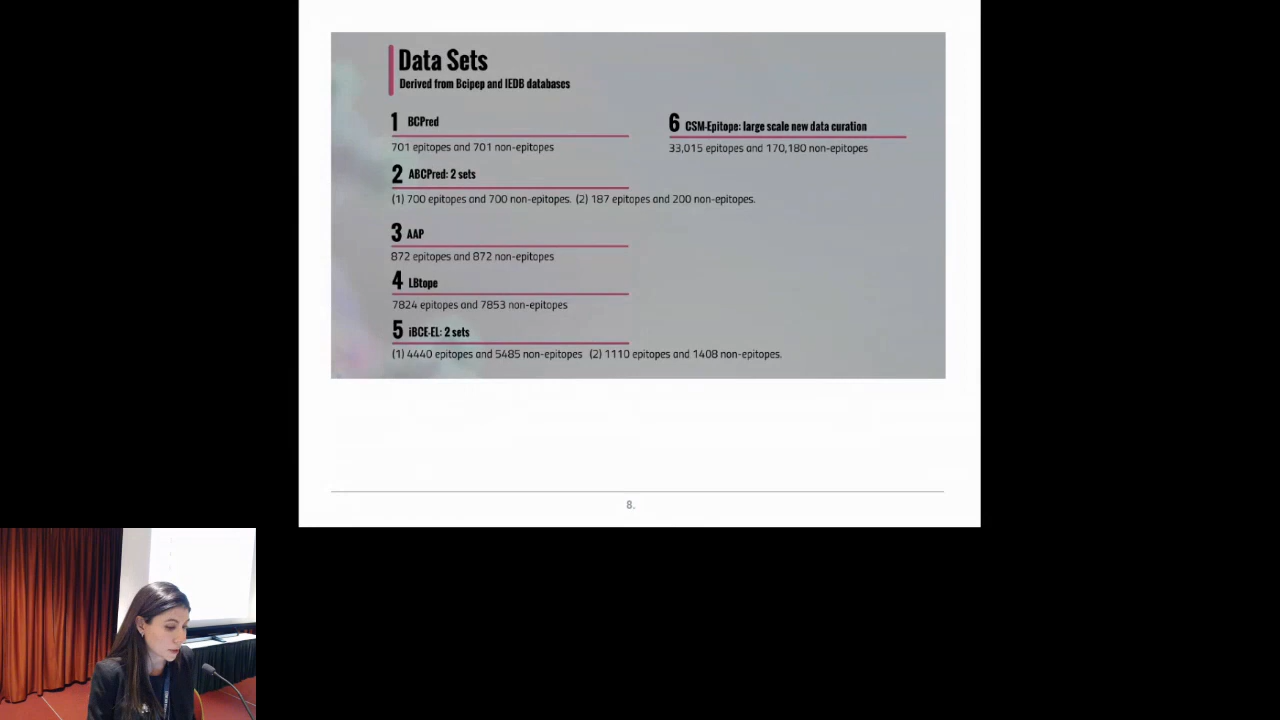 Data Sets
Derived from Bcipep and IEDB databases
1 BCPred
701 epitopes and 701 non-epitopes
2 ABCPred: 2 sets
(1) 700 epitopes and 700 non-epitopes. (2) 187 epitopes and 200 non-epitopes.
3 AAP
872 epitopes and 872 non-epitopes
4 LBtope
7824 epitopes and 7853 non-epitopes
5 iBCE-EL: 2 sets
(1) 4440 epitopes and 5485 non-epitopes (2) 1110 epitopes and 1408 non-epitopes.
6 CSM-Epitope: large scale new data curation
33,015 epitopes and 170,180 non-epitopes
8.